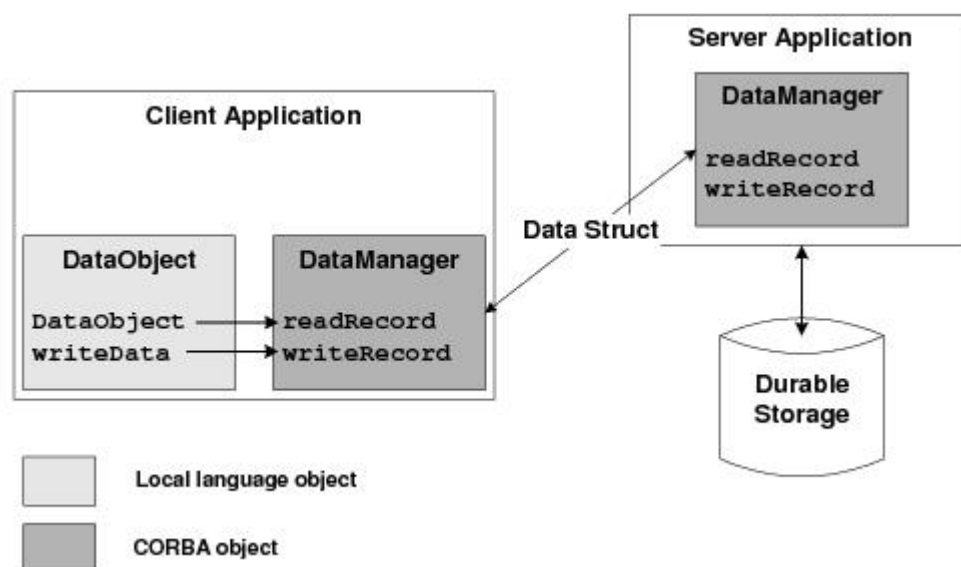 Server Application
DataManager
readRecord
writeRecord
Client Application
Data Struct
DataObject
DataObject
writeData
DataManager
readRecord
writeRecord
Durable
Storage
Local language object
CORBA object